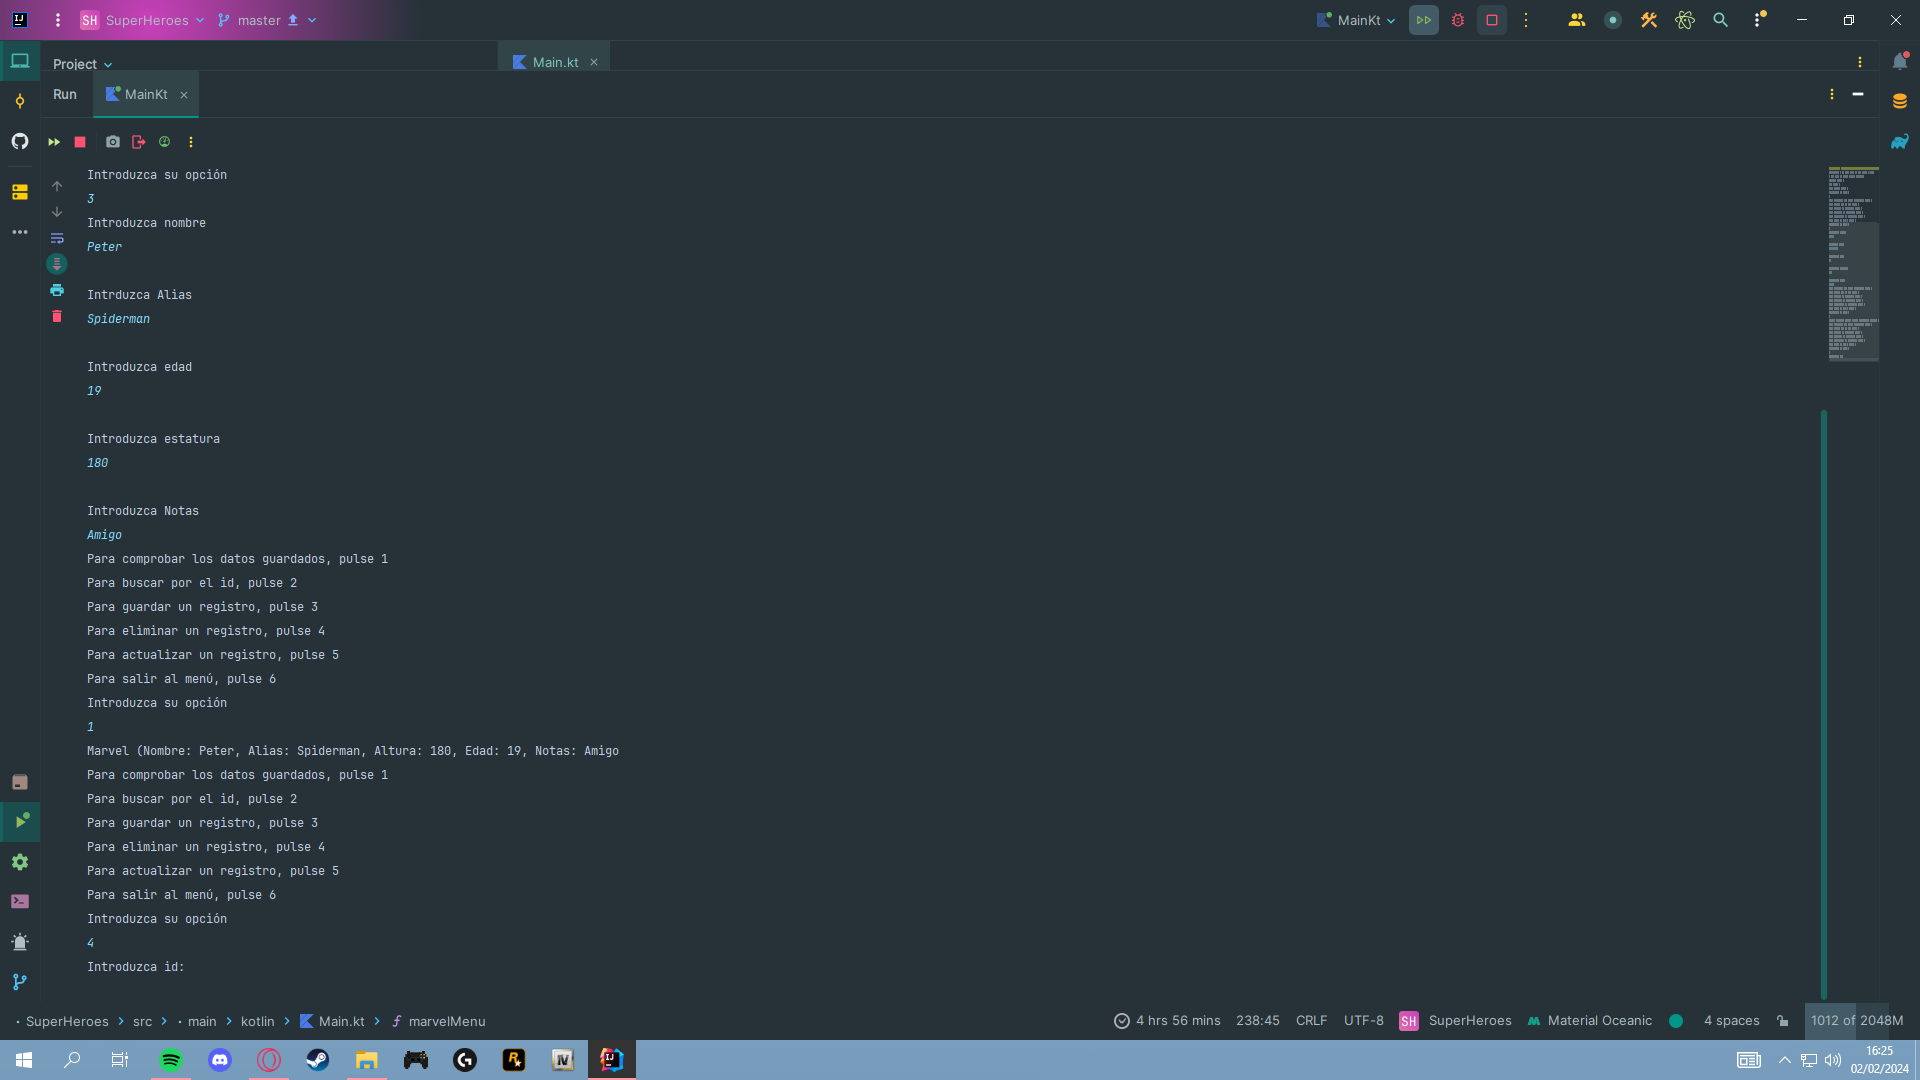 SH SuperHeroes master MainKt
Project Main.kt
Run MainKt
Introduzca su opción
3
Introduzca nombre
Peter
Intrduzca Alias
Spiderman
Introduzca edad
19
Introduzca estatura
180
Introduzca Notas
Amigo
Para comprobar los datos guardados, pulse 1
Para buscar por el id, pulse 2
Para guardar un registro, pulse 3
Para eliminar un registro, pulse 4
Para actualizar un registro, pulse 5
Para salir al menú, pulse 6
Introduzca su opción
1
Marvel (Nombre: Peter, Alias: Spiderman, Altura: 180, Edad: 19, Notas: Amigo
Para comprobar los datos guardados, pulse 1
Para buscar por el id, pulse 2
Para guardar un registro, pulse 3
Para eliminar un registro, pulse 4
Para actualizar un registro, pulse 5
Para salir al menú, pulse 6
Introduzca su opción
4
Introduzca id:
SuperHeroes > src > main > kotlin > Main.kt > marvelMenu 4 hrs 56 mins 238:45 CRLF UTF-8 SH SuperHeroes Material Oceanic 4 spaces 1012 of 2048M
16:25
02/02/2024